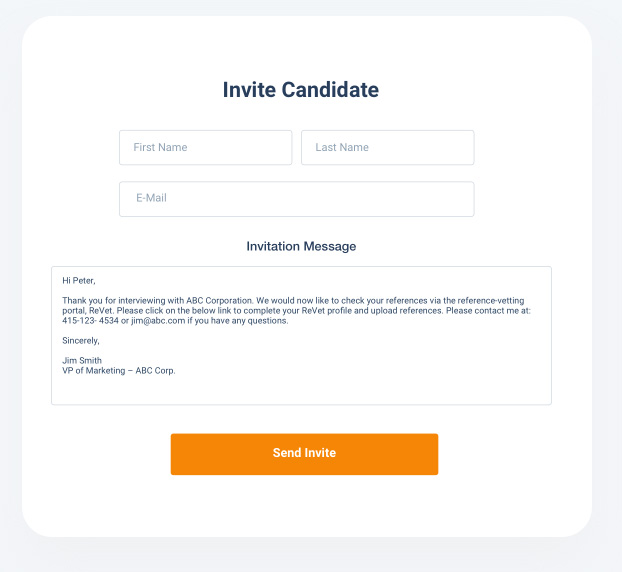 Invite Candidate
First Name
Last Name
E-Mail
Invitation Message
Hi Peter,
Thank you for interviewing with ABC Corporation. We would now like to check your references via the reference-vetting
portal, ReVet. Please click on the below link to complete your ReVet profile and upload references. Please contact me at:
415-123- 4534 or jim@abc.com if you have any questions.
Sincerely,
Jim Smith
VP of Marketing – ABC Corp.
Send Invite